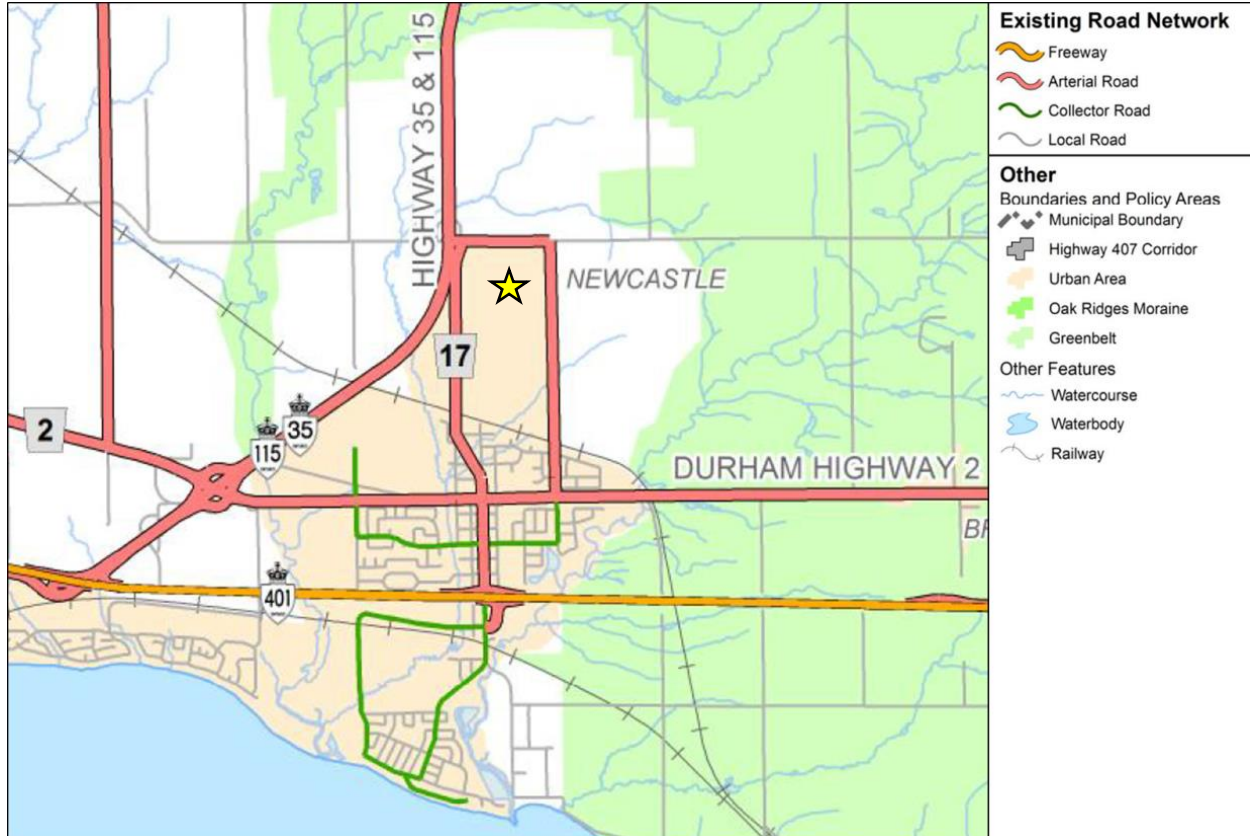 HIGHWAY 35 & 115
NEWCASTLE
17
2
35
115
DURHAM HIGHWAY 2
401
Existing Road Network
Freeway
Arterial Road
Collector Road
Local Road
Other
Boundaries and Policy Areas
Municipal Boundary
Highway 407 Corridor
Urban Area
Oak Ridges Moraine
Greenbelt
Other Features
Watercourse
Waterbody
Railway